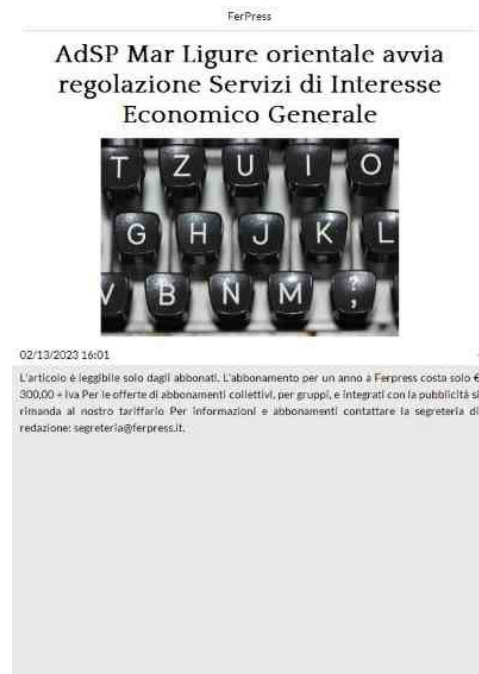 FerPress
AdSP Mar Ligure orientale avvia
regolazione Servizi di Interesse
Economico Generale
T Z U I O
G H J K L
V B N M ? ;
02/13/2023 16:01
L'articolo è leggibile solo dagli abbonati. L'abbonamento per un anno a Ferpress costa solo €
300,00 + iva Per le offerte di abbonamenti collettivi, per gruppi, e integrati con la pubblicità si
rimanda al nostro tariffario Per informazioni e abbonamenti contattare la segreteria di
redazione: segreteria@ferpress.it.